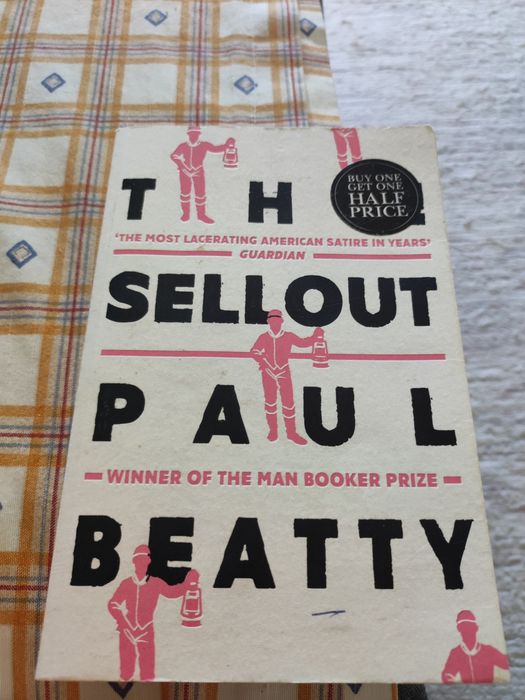 THE
BUY ONE
GET ONE
HALF
PRICE
'THE MOST LACERATING AMERICAN SATIRE IN YEARS'
GUARDIAN
SELLOUT
PAUL
WINNER OF THE MAN BOOKER PRIZE
BEATTY